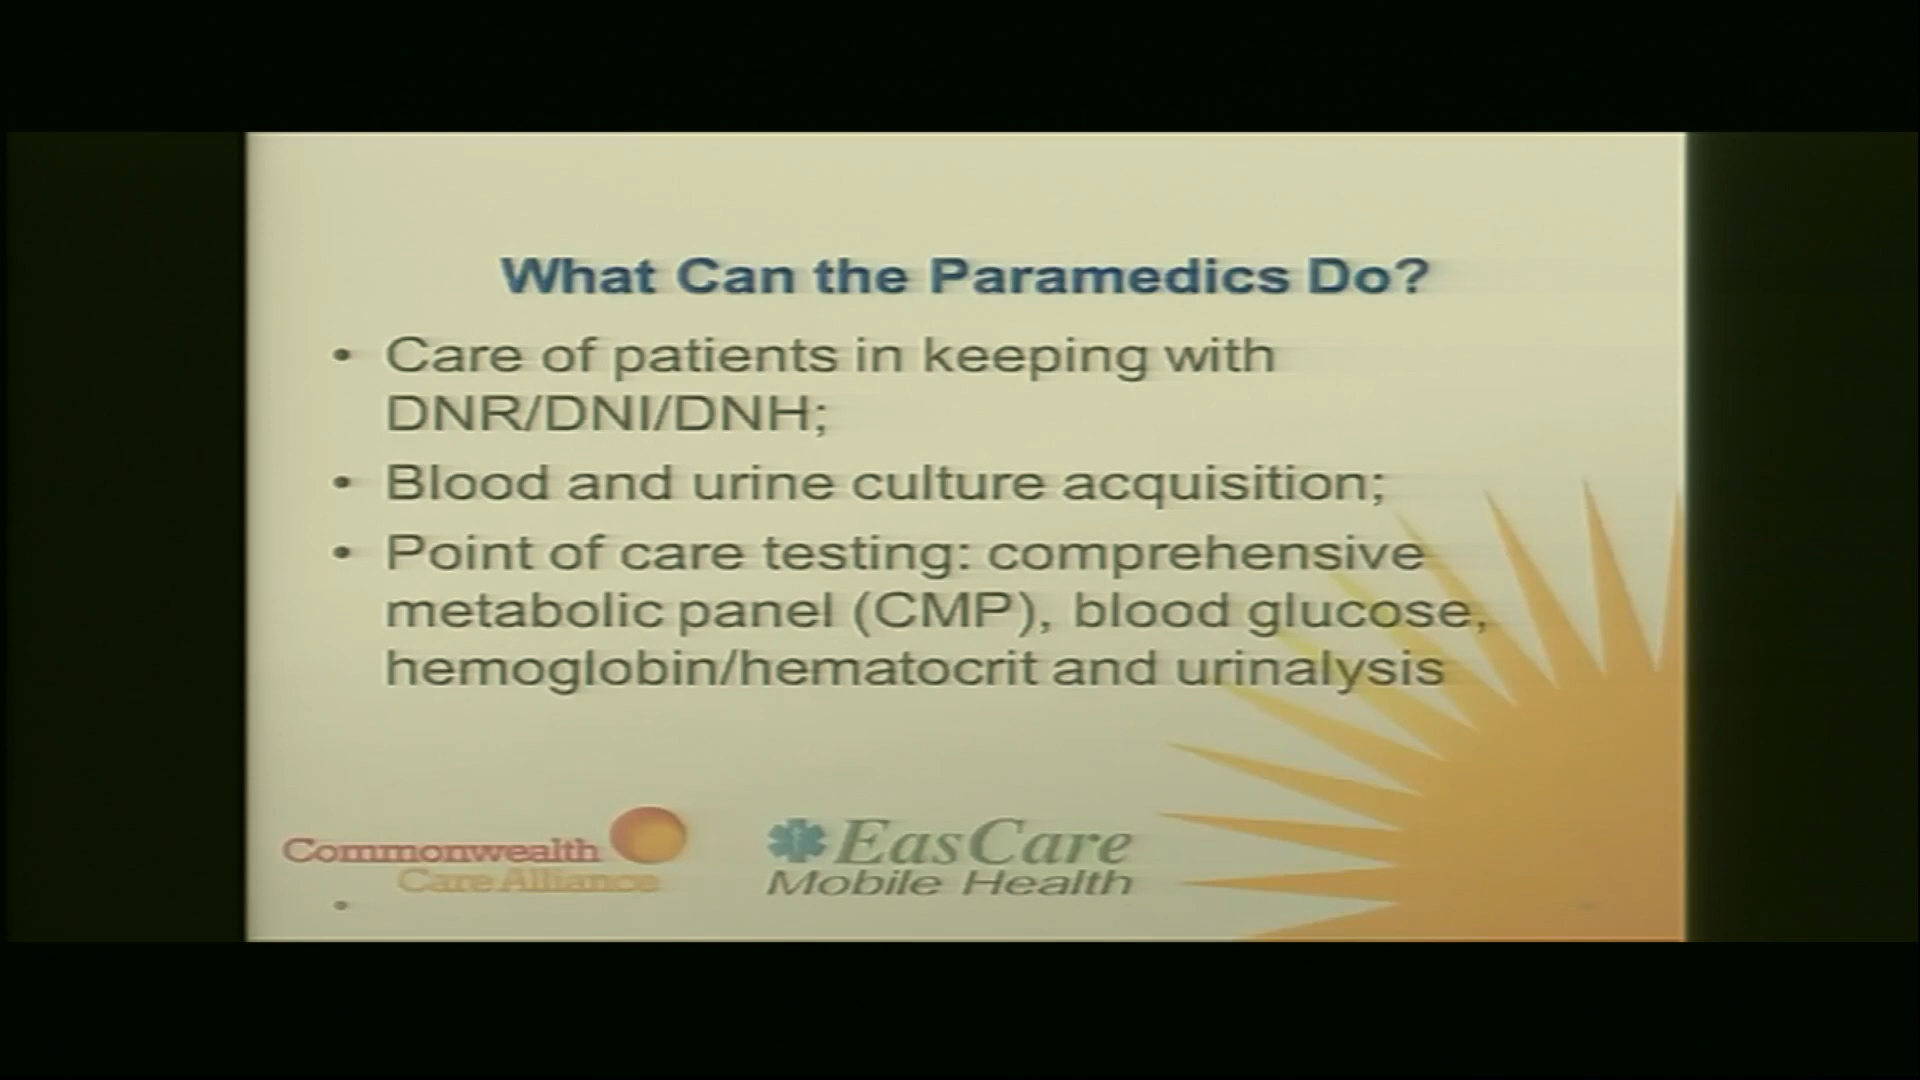 What Can the Paramedics Do?
• Care of patients in keeping with
DNR/DNI/DNH;
• Blood and urine culture acquisition;
• Point of care testing: comprehensive
metabolic panel (CMP), blood glucose,
hemoglobin/hematocrit and urinalysis
Commonwealth
Care Alliance
EasCare
Mobile Health
•